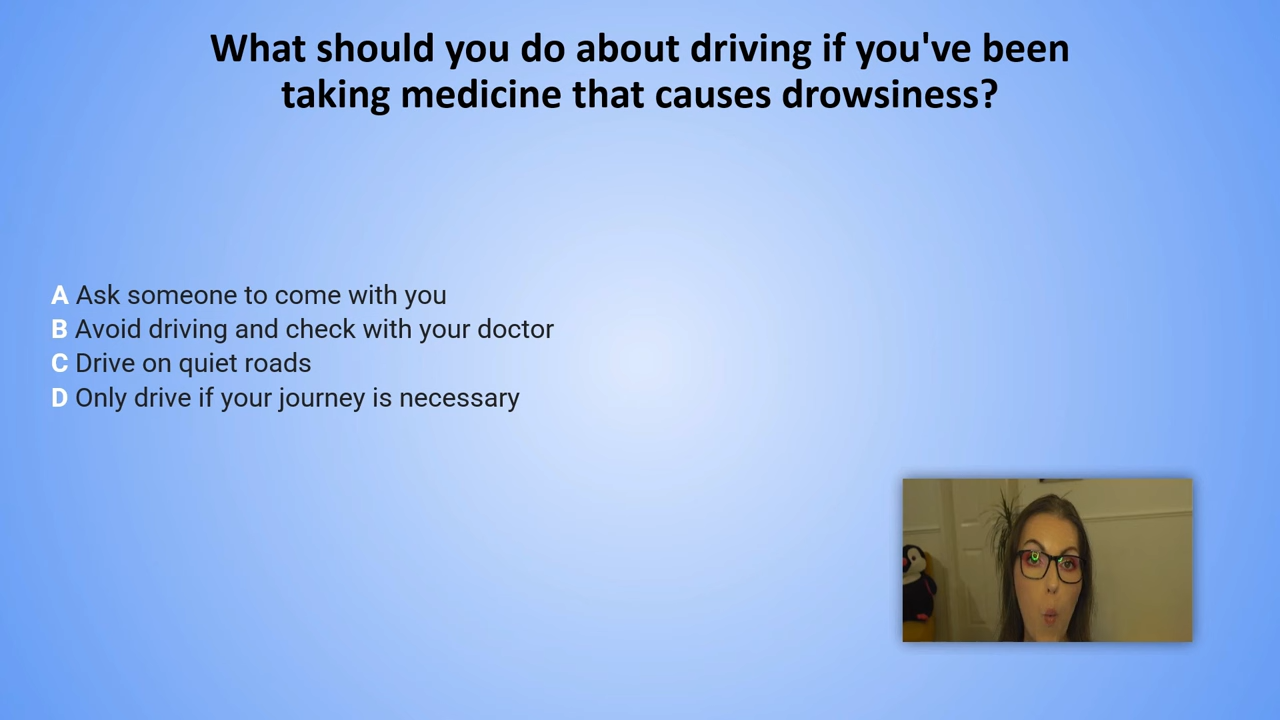 What should you do about driving if you've been
taking medicine that causes drowsiness?
A Ask someone to come with you
B Avoid driving and check with your doctor
C Drive on quiet roads
D Only drive if your journey is necessary